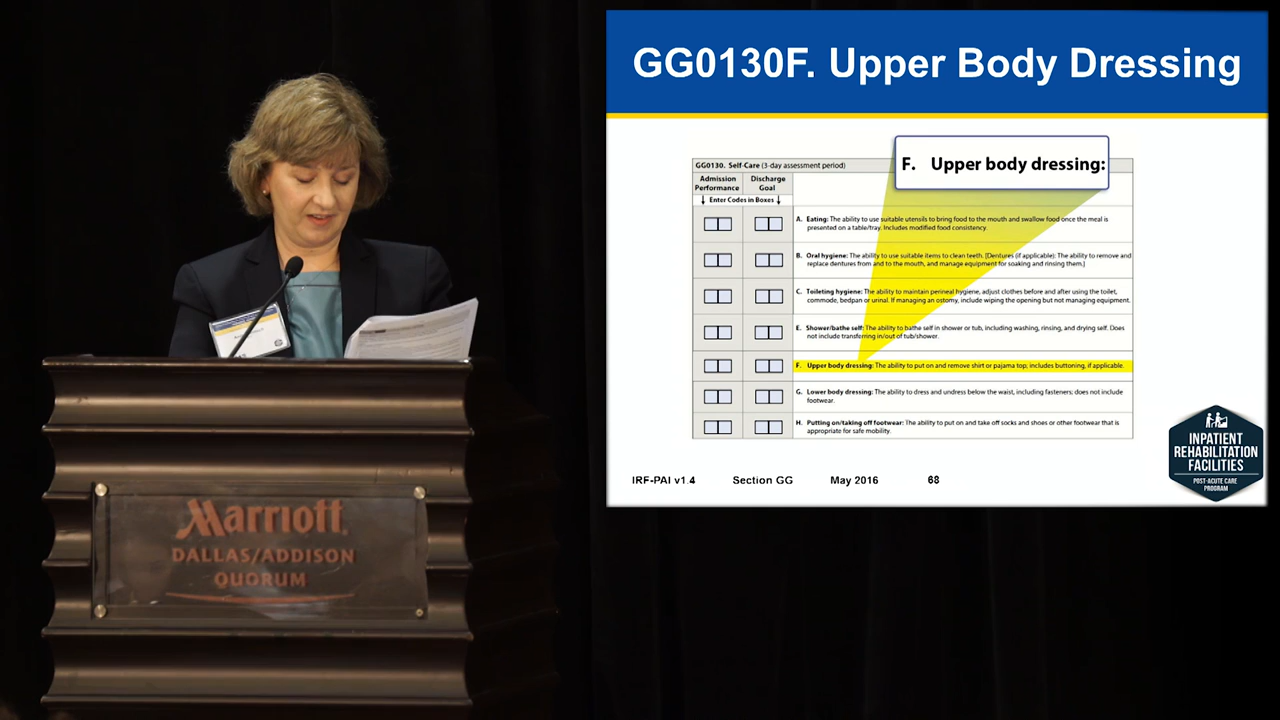 GG0130F. Upper Body Dressing
F. Upper body dressing:
GG0130. Self-Care (3-day assessment period)
Admission Performance
Discharge Goal
↓ Enter Codes in Boxes ↓
A. Eating: The ability to use suitable utensils to bring food to the mouth and swallow food once the meal is
presented on a table/tray. Includes modified food consistency.
B. Oral hygiene: The ability to use suitable items to clean teeth. [Dentures (if applicable): The ability to remove and
replace dentures from and to the mouth, and manage equipment for soaking and rinsing them.]
C. Toileting hygiene: The ability to maintain perineal hygiene, adjust clothes before and after using the toilet,
commode, bedpan or urinal. If managing an ostomy, include wiping the opening but not managing equipment.
E. Shower/bathe self: The ability to bathe self in shower or tub, including washing, rinsing, and drying self. Does
not include transferring in/out of tub/shower.
F. Upper body dressing: The ability to put on and remove shirt or pajama top; includes buttoning, if applicable.
G. Lower body dressing: The ability to dress and undress below the waist, including fasteners; does not include
footwear.
H. Putting on/taking off footwear: The ability to put on and take off socks and shoes or other footwear that is
appropriate for safe mobility.
IRF-PAI v1.4 Section GG May 2016 68
INPATIENT
REHABILITATION
FACILITIES
POST-ACUTE CARE
PROGRAM
Marriott
DALLAS/ADDISON
QUORUM